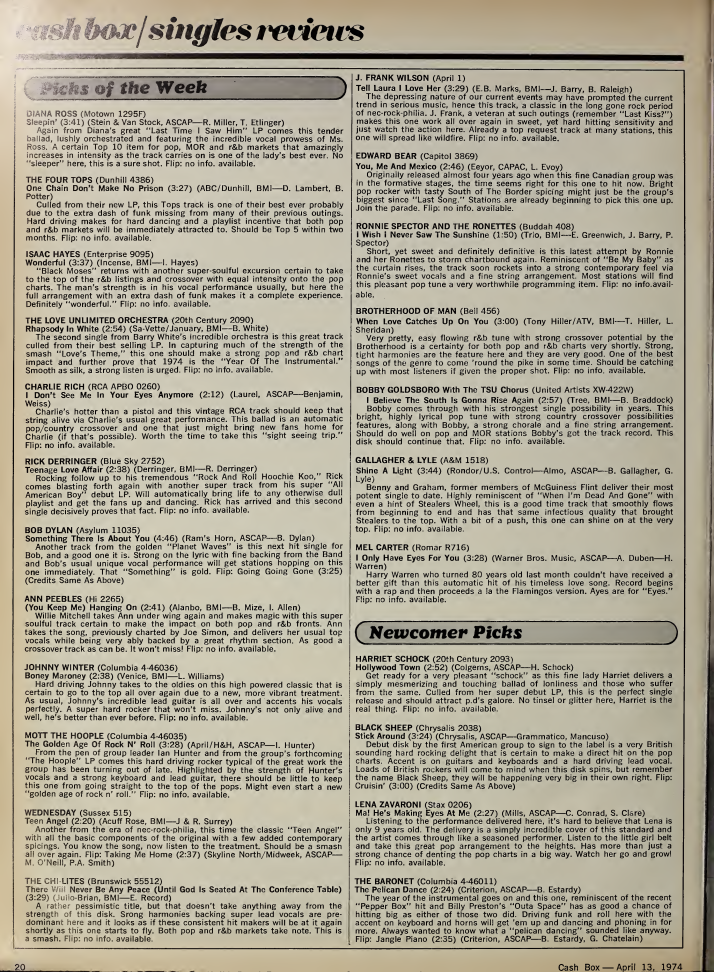 cash box/singles reviews
Picks of the Week
DIANA ROSS (Motown 1295F)
Sleepin' (3:41) (Stein & Van Stock, ASCAP—R. Miller, T. Etlinger)
Again from Diana's great "Last Time I Saw Him" LP comes this tender
ballad, lushly orchestrated and featuring the incredible vocal prowess of Ms.
Ross. A certain Top 10 item for pop, MOR and r&b markets that amazingly
increases in intensity as the track carries on is one of the lady's best ever. No
"sleeper" here, this is a sure shot. Flip: no info. available.
THE FOUR TOPS (Dunhill 4386)
One Chain Don't Make No Prison (3:27) (ABC/Dunhill, BMI—D. Lambert, B.
Potter)
Culled from their new LP, this Tops track is one of their best ever probably
due to the extra dash of funk missing from many of their previous outings.
Hard driving makes for hard dancing and a playlist incentive that both pop
and r&b markets will be immediately attracted to. Should be Top 5 within two
months. Flip: no info. available.
ISAAC HAYES (Enterprise 9095)
Wonderful (3:37) (Incense, BMI—I. Hayes)
"Black Moses" returns with another super-soulful excursion certain to take
to the top of the r&b listings and crossover with equal intensity onto the pop
charts. The man's strength is in his vocal performance usually, but here the
full arrangement with an extra dash of funk makes it a complete experience.
Definitely "wonderful." Flip: no info. available.
THE LOVE UNLIMITED ORCHESTRA (20th Century 2090)
Rhapsody In White (2:54) (Sa-Vette/January, BMI—B. White)
The second single from Barry White's incredible orchestra is this great track
culled from their best selling LP. In capturing much of the strength of the
smash "Love's Theme," this one should make a strong pop and r&b chart
impact and further prove that 1974 is the "Year Of The Instrumental."
Smooth as silk, a strong listen is urged. Flip: no info. available.
CHARLIE RICH (RCA APBO 0260)
I Don't See Me In Your Eyes Anymore (2:12) (Laurel, ASCAP—Benjamin,
Weiss)
Charlie's hotter than a pistol and this vintage RCA track should keep that
string alive via Charlie's usual great performance. This ballad is an automatic
pop/country crossover and one that just might bring new fans home for
Charlie (if that's possible). Worth the time to take this "sight seeing trip."
Flip: no info. available.
RICK DERRINGER (Blue Sky 2752)
Teenage Love Affair (2:38) (Derringer, BMI—R. Derringer)
Rocking follow up to his tremendous "Rock And Roll Hoochie Koo," Rick
comes blasting forth again with another super track from his super "All
American Boy" debut LP. Will automatically bring life to any otherwise dull
playlist and get the fans up and dancing. Rick has arrived and this second
single decisively proves that fact. Flip: no info. available.
BOB DYLAN (Asylum 11035)
Something There Is About You (4:46) (Ram's Horn, ASCAP—B. Dylan)
Another track from the golden "Planet Waves" is this next hit single for
Bob, and a good one it is. Strong on the lyric with fine backing from the Band
and Bob's usual unique vocal performance will get stations hopping on this
one immediately. That "Something" is gold. Flip: Going Going Gone (3:25)
(Credits Same As Above)
ANN PEEBLES (Hi 2265)
(You Keep Me) Hanging On (2:41) (Alanbo, BMI—B. Mize, I. Allen)
Willie Mitchell takes Ann under wing again and makes magic with this super
soulful track certain to make the impact on both pop and r&b fronts. Ann
takes the song, previously charted by Joe Simon, and delivers her usual top
vocals while being very ably backed by a great rhythm section. As good a
crossover track as can be. It won't miss! Flip: no info. available.
JOHNNY WINTER (Columbia 4-46036)
Boney Maroney (2:38) (Venice, BMI—L. Williams)
Hard driving Johnny takes to the oldies on this high powered classic that is
certain to go to the top all over again due to a new, more vibrant treatment.
As usual, Johnny's incredible lead guitar is all over and accents his vocals
perfectly. A super hard rocker that won't miss. Johnny's not only alive and
well, he's better than ever before. Flip: no info. available.
MOTT THE HOOPLE (Columbia 4-46035)
The Golden Age Of Rock N' Roll (3:28) (April/H&H, ASCAP—I. Hunter)
From the pen of group leader Ian Hunter and from the group's forthcoming
"The Hoople" LP comes this hard driving rocker typical of the great work the
group has been turning out of late. Highlighted by the strength of Hunter's
vocals and a strong keyboard and lead guitar, there should be little to keep
this one from going straight to the top of the pops. Might even start a new
"golden age of rock n' roll." Flip: no info. available.
WEDNESDAY (Sussex 515)
Teen Angel (2:20) (Acuff Rose, BMI—J & R. Surrey)
Another from the era of nec-rock-philia, this time the classic "Teen Angel"
with all the basic components of the original with a few added contemporary
spicings. You know the song, now listen to the treatment. Should be a smash
all over again. Flip: Taking Me Home (2:37) (Skyline North/Midweek, ASCAP—
M. O'Neill, P.A. Smith)
THE CHI-LITES (Brunswick 55512)
There Will Never Be Any Peace (Until God Is Seated At The Conference Table)
(3:29) (Julio-Brian, BMI—E. Record)
A rather pessimistic title, but that doesn't take anything away from the
strength of this disk. Strong harmonies backing super lead vocals are pre-
dominant here and it looks as if these consistent hit makers will be at it again
shortly as this one starts to fly. Both pop and r&b markets take note. This is
a smash. Flip: no info. available.
J. FRANK WILSON (April 1)
Tell Laura I Love Her (3:29) (E.B. Marks, BMI—J. Barry, B. Raleigh)
The depressing nature of our current events may have prompted the current
trend in serious music, hence this track, a classic in the long gone rock period
of nec-rock-philia. J. Frank, a veteran at such outings (remember "Last Kiss?")
makes this one work all over again in sweet, yet hard hitting sensitivity and
just watch the action here. Already a top request track at many stations, this
one will spread like wildfire. Flip: no info. available.
EDWARD BEAR (Capitol 3869)
You, Me And Mexico (2:46) (Eeyor, CAPAC, L. Evoy)
Originally released almost four years ago when this fine Canadian group was
in the formative stages, the time seems right for this one to hit now. Bright
pop rocker with tasty South of The Border spicing might just be the group's
biggest since "Last Song." Stations are already beginning to pick this one up.
Join the parade. Flip: no info. available.
RONNIE SPECTOR AND THE RONETTES (Buddah 408)
I Wish I Never Saw The Sunshine (1:50) (Trio, BMI—E. Greenwich, J. Barry, P.
Spector)
Short, yet sweet and definitely definitive is this latest attempt by Ronnie
and her Ronettes to storm chartbound again. Reminiscent of "Be My Baby" as
the curtain rises, the track soon rockets into a strong contemporary feel via
Ronnie's sweet vocals and a fine string arrangement. Most stations will find
this pleasant pop tune a very worthwhile programming item. Flip: no info.avail-
able.
BROTHERHOOD OF MAN (Bell 456)
When Love Catches Up On You (3:00) (Tony Hiller/ATV, BMI—T. Hiller, L.
Sheridan)
Very pretty, easy flowing r&b tune with strong crossover potential by the
Brotherhood is a certainty for both pop and r&b charts very shortly. Strong,
tight harmonies are the feature here and they are very good. One of the best
songs of the genre to come 'round the pike in some time. Should be catching
up with most listeners if given the proper shot. Flip: no info. available.
BOBBY GOLDSBORO With The TSU Chorus (United Artists XW-422W)
I Believe The South Is Gonna Rise Again (2:57) (Tree, BMI—B. Braddock)
Bobby comes through with his strongest single possibility in years. This
bright, highly lyrical pop tune with strong country crossover possibilities
features, along with Bobby, a strong chorale and a fine string arrangement.
Should do well on pop and MOR stations Bobby's got the track record. This
disk should continue that. Flip: no info. available.
GALLAGHER & LYLE (A&M 1518)
Shine A Light (3:44) (Rondor/U.S. Control—Almo, ASCAP—B. Gallagher, G.
Lyle)
Benny and Graham, former members of McGuiness Flint deliver their most
potent single to date. Highly reminiscent of "When I'm Dead And Gone" with
even a hint of Stealers Wheel, this is a good time track that smoothly flows
from beginning to end and has that same infectious quality that brought
Stealers to the top. With a bit of a push, this one can shine on at the very
top. Flip: no info. available.
MEL CARTER (Romar R716)
I Only Have Eyes For You (3:28) (Warner Bros. Music, ASCAP—A. Duben—H.
Warren)
Harry Warren who turned 80 years old last month couldn't have received a
better gift than this automatic hit of his timeless love song. Record begins
with a rap and then proceeds a la the Flamingos version. Ayes are for "Eyes."
Flip: no info. available.
Newcomer Picks
HARRIET SCHOCK (20th Century 2093)
Hollywood Town (2:52) (Colgems, ASCAP—H. Schock)
Get ready for a very pleasant "schock" as this fine lady Harriet delivers a
simply mesmerizing and touching ballad of lonliness and those who suffer
from the same. Culled from her super debut LP, this is the perfect single
release and should attract p.d's galore. No tinsel or glitter here, Harriet is the
real thing. Flip: no info. available.
BLACK SHEEP (Chrysalis 2038)
Stick Around (3:24) (Chrysalis, ASCAP—Grammatico, Mancuso)
Debut disk by the first American group to sign to the label is a very British
sounding hard rocking delight that is certain to make a direct hit on the pop
charts. Accent is on guitars and keyboards and a hard driving lead vocal.
Loads of British rockers will come to mind when this disk spins, but remember
the name Black Sheep, they will be happening very big in their own right. Flip:
Cruisin' (3:00) (Credits Same As Above)
LENA ZAVARONI (Stax 0206)
Ma! He's Making Eyes At Me (2:27) (Mills, ASCAP—C. Conrad, S. Clare)
Listening to the performance delivered here, it's hard to believe that Lena is
only 9 years old. The delivery is a simply incredible cover of this standard and
the artist comes through like a seasoned performer. Listen to the little girl belt
and take this great pop arrangement to the heights. Has more than just a
strong chance of denting the pop charts in a big way. Watch her go and growl
Flip: no info. available.
THE BARONET (Columbia 4-46011)
The Pelican Dance (2:24) (Criterion, ASCAP—B. Estardy)
The year of the instrumental goes on and this one, reminiscent of the recent
"Pepper Box" hit and Billy Preston's "Outa Space" has as good a chance of
hitting big as either of those two did. Driving funk and roll here with the
accent on keyboard and horns will get 'em up and dancing and phoning in for
more. Always wanted to know what a "pelican dancing" sounded like anyway.
Flip: Jangle Piano (2:35) (Criterion, ASCAP—B. Estardy, G. Chatelain)
20
Cash Box — April 13, 1974